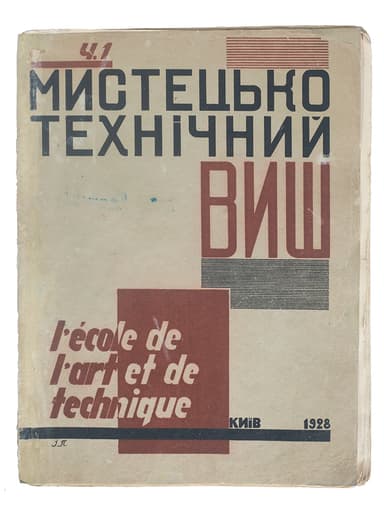 Ч.1
МИСТЕЦЬКО
ТЕХНІЧНИЙ
ВИШ
l'école de
l'art et de
technique
КИЇВ 1928
І.П